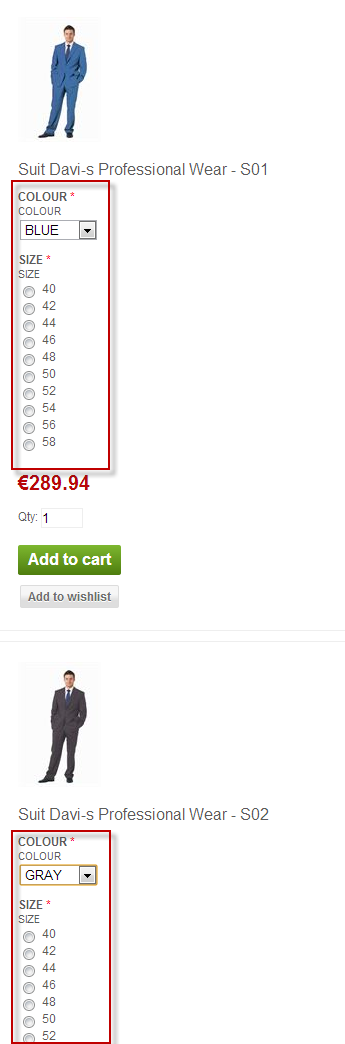 Suit Davi-s Professional Wear - S01
COLOUR *
COLOUR
BLUE
SIZE *
SIZE
40
42
44
46
48
50
52
54
56
58
€289.94
Qty: 1
Add to cart
Add to wishlist
Suit Davi-s Professional Wear - S02
COLOUR *
COLOUR
GRAY
SIZE *
SIZE
40
42
44
46
48
50
52